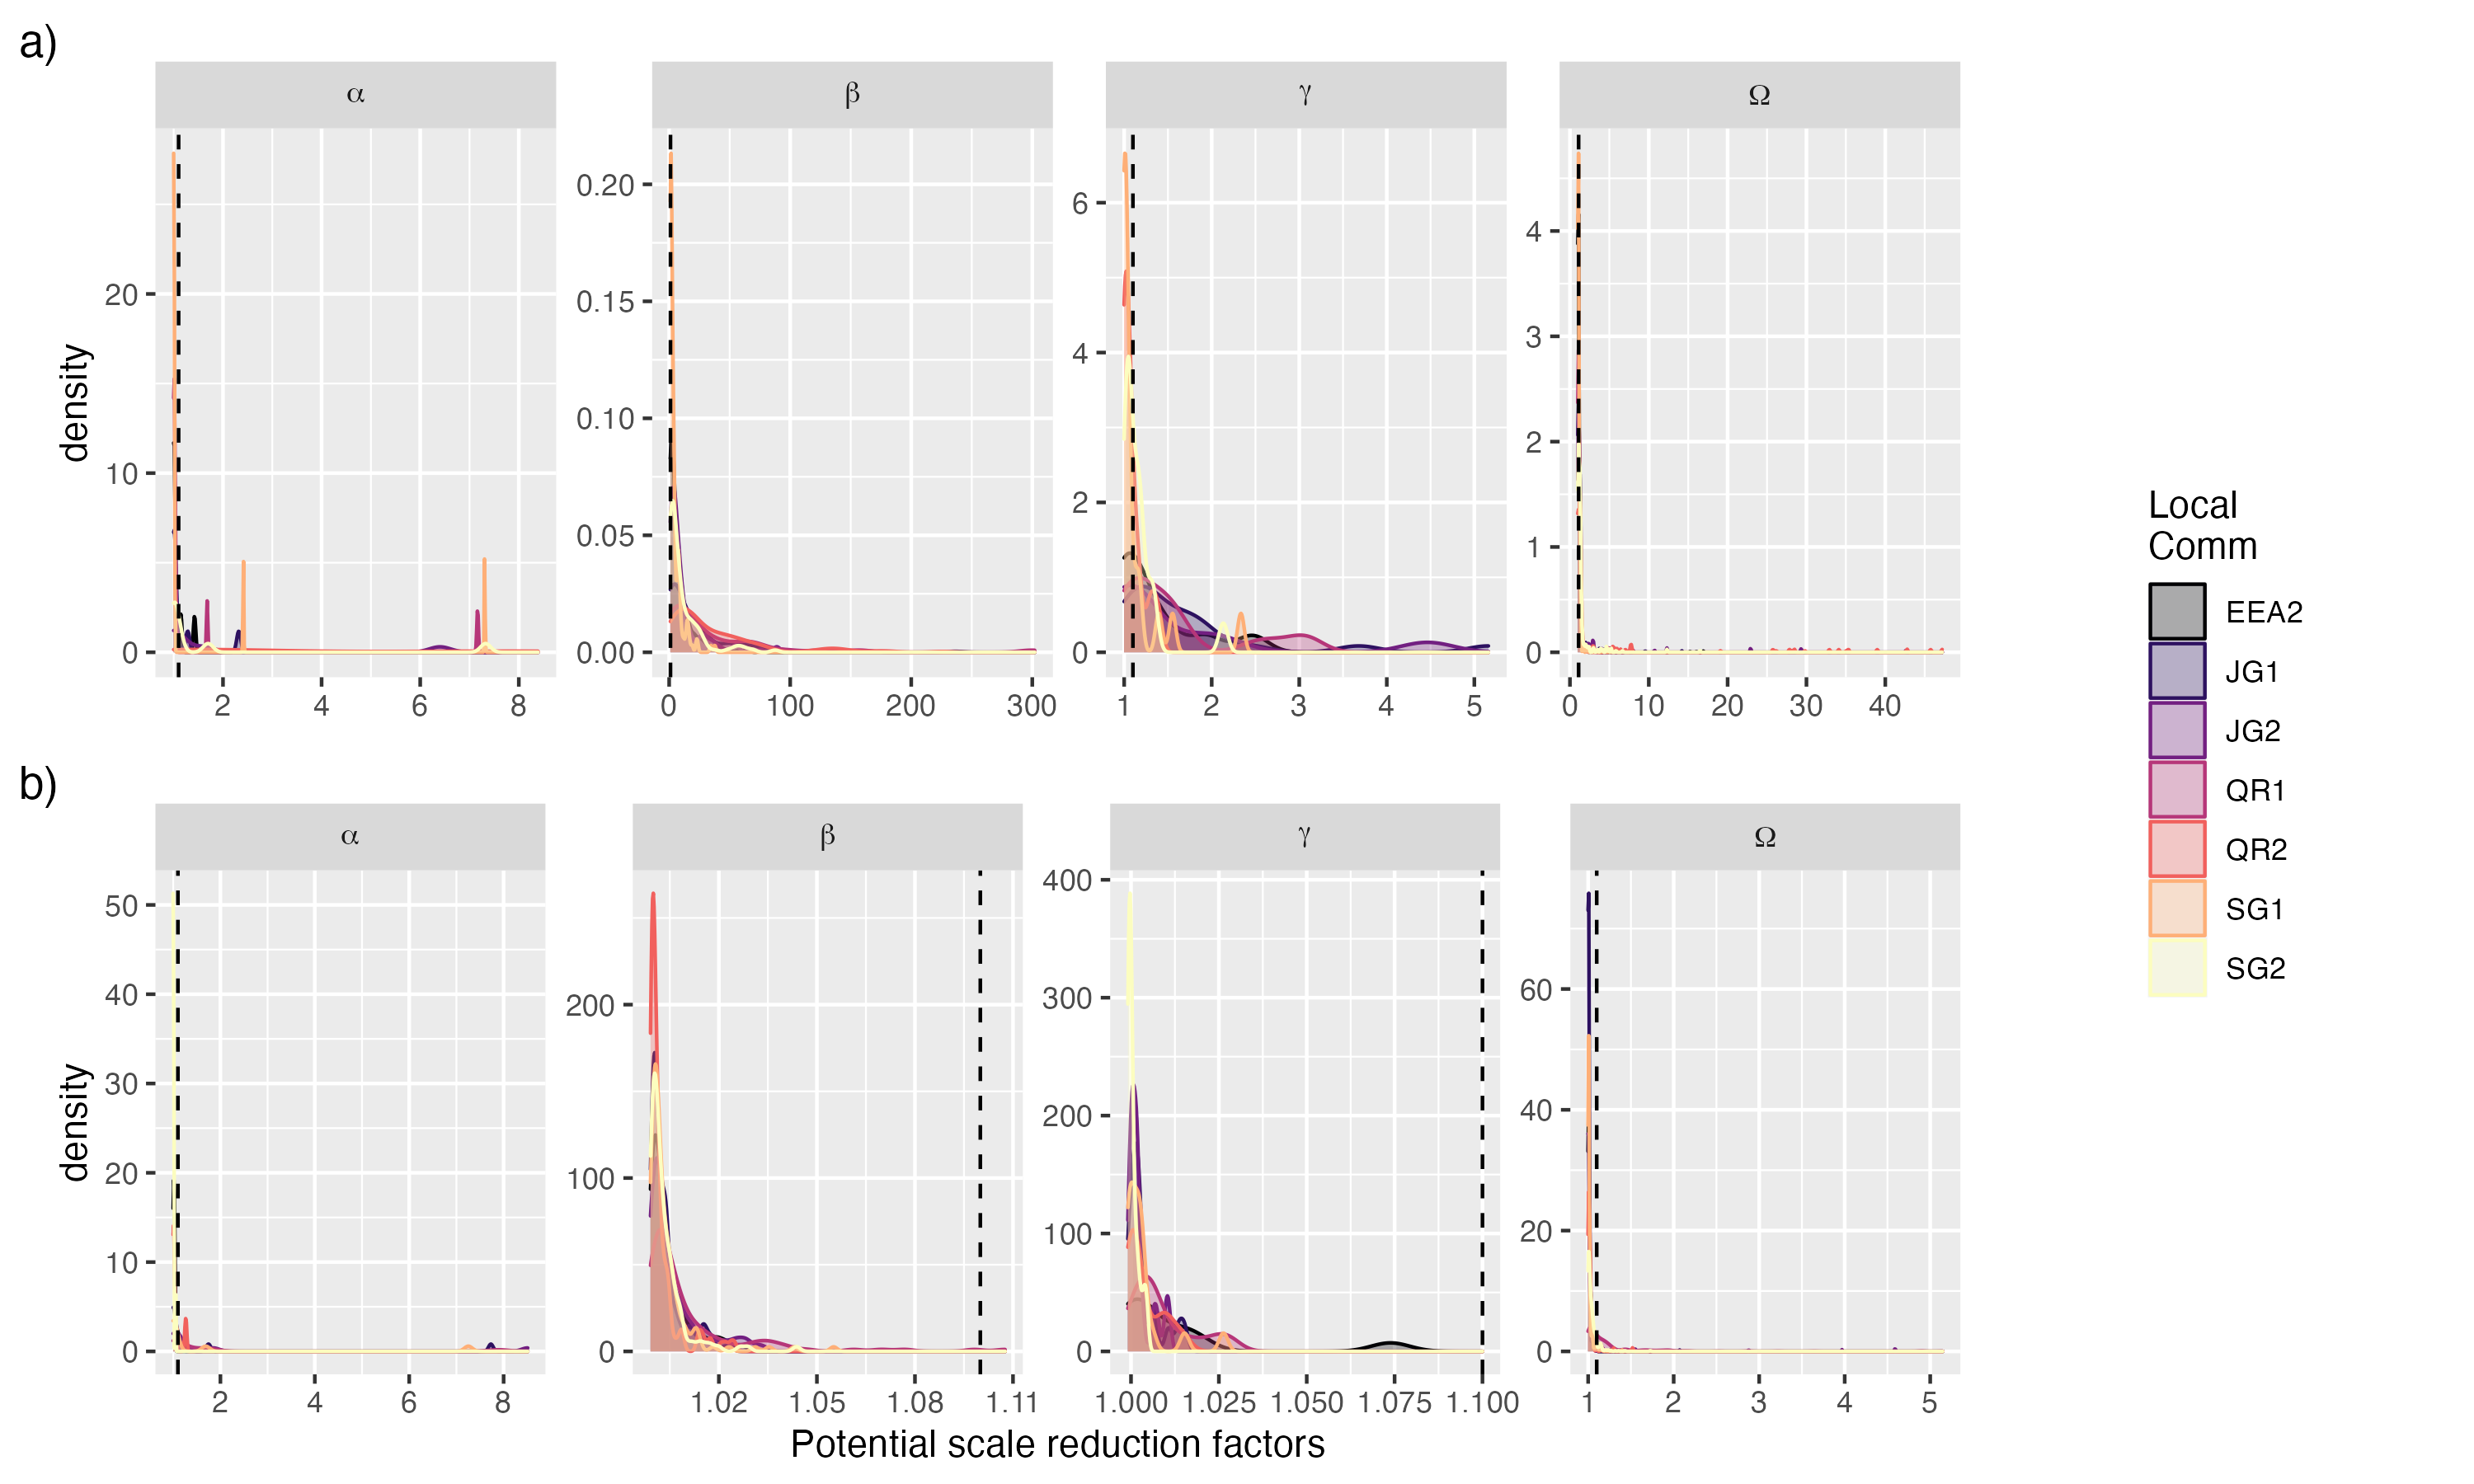 a)
α β γ Ω
density
20
10
0
2 4 6 8
0.20
0.15
0.10
0.05
0.00
0 100 200 300
6
4
2
0
1 2 3 4 5
4
3
2
1
0
0 10 20 30 40
b)
α β γ Ω
density
50
40
30
20
10
0
2 4 6 8
200
100
0
1.02 1.05 1.08 1.11
400
300
200
100
0
1.000 1.025 1.050 1.075 1.100
60
40
20
0
1 2 3 4 5
Potential scale reduction factors
Local
Comm
EEA2
JG1
JG2
QR1
QR2
SG1
SG2